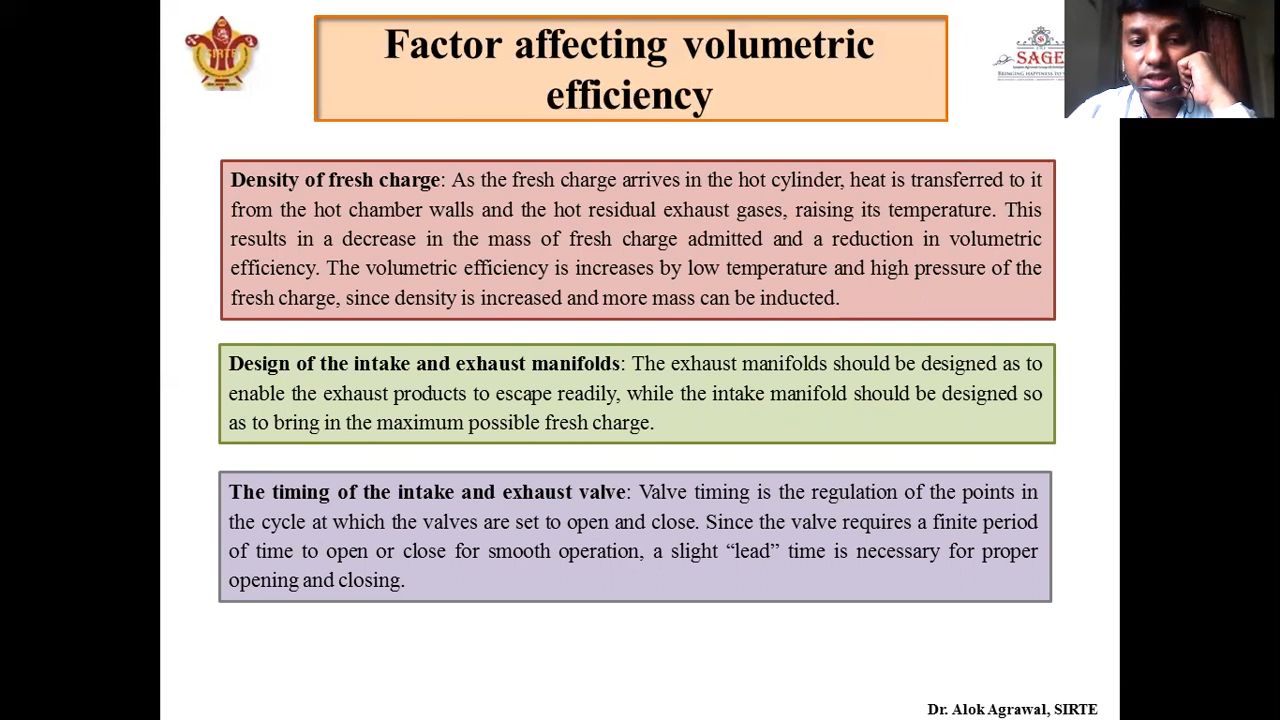 Factor affecting volumetric
efficiency
SIRTE
SAGE
Density of fresh charge: As the fresh charge arrives in the hot cylinder, heat is transferred to it
from the hot chamber walls and the hot residual exhaust gases, raising its temperature. This
results in a decrease in the mass of fresh charge admitted and a reduction in volumetric
efficiency. The volumetric efficiency is increases by low temperature and high pressure of the
fresh charge, since density is increased and more mass can be inducted.
Design of the intake and exhaust manifolds: The exhaust manifolds should be designed as to
enable the exhaust products to escape readily, while the intake manifold should be designed so
as to bring in the maximum possible fresh charge.
The timing of the intake and exhaust valve: Valve timing is the regulation of the points in
the cycle at which the valves are set to open and close. Since the valve requires a finite period
of time to open or close for smooth operation, a slight “lead” time is necessary for proper
opening and closing.
Dr. Alok Agrawal, SIRTE